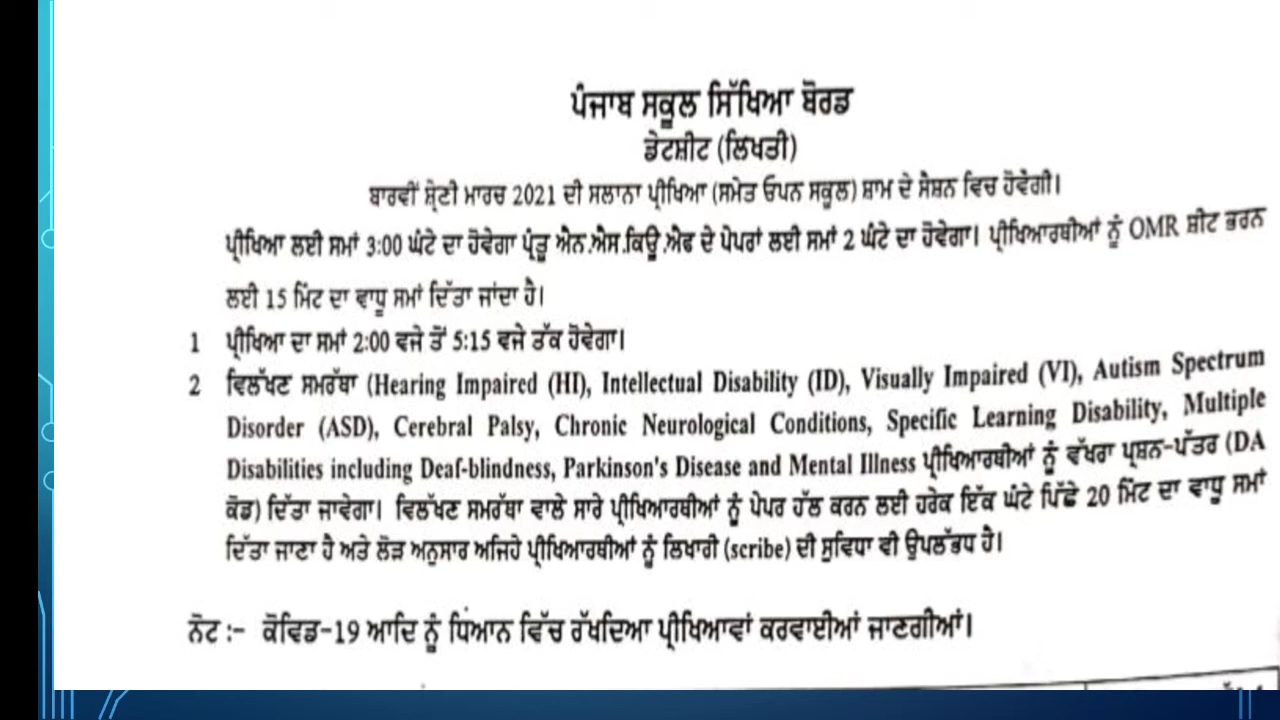 ਪੰਜਾਬ ਸਕੂਲ ਸਿੱਖਿਆ ਬੋਰਡ
ਡੇਟਸ਼ੀਟ (ਲਿਖਤੀ)
ਬਾਰਵੀਂ ਸ਼੍ਰੇਣੀ ਮਾਰਚ 2021 ਦੀ ਸਲਾਨਾ ਪ੍ਰੀਖਿਆ (ਸਮੇਤ ਓਪਨ ਸਕੂਲ) ਸ਼ਾਮ ਦੇ ਸੈਸ਼ਨ ਵਿਚ ਹੋਵੇਗੀ।
ਪ੍ਰੀਖਿਆ ਲਈ ਸਮਾਂ 3:00 ਘੰਟੇ ਦਾ ਹੋਵੇਗਾ ਪ੍ਰੰਤੂ ਐਨ.ਐਸ.ਕਿਊ.ਐਫ ਦੇ ਪੇਪਰਾਂ ਲਈ ਸਮਾਂ 2 ਘੰਟੇ ਦਾ ਹੋਵੇਗਾ। ਪ੍ਰੀਖਿਆਰਥੀਆਂ ਨੂੰ OMR ਸ਼ੀਟ ਭਰਨ
ਲਈ 15 ਮਿੰਟ ਦਾ ਵਾਧੂ ਸਮਾਂ ਦਿੱਤਾ ਜਾਂਦਾ ਹੈ।
1 ਪ੍ਰੀਖਿਆ ਦਾ ਸਮਾਂ 2:00 ਵਜੇ ਤੋਂ 5:15 ਵਜੇ ਤੱਕ ਹੋਵੇਗਾ।
2 ਵਿਲੱਖਣ ਸਮਰੱਥਾ (Hearing Impaired (HI), Intellectual Disability (ID), Visually Impaired (VI), Autism Spectrum
Disorder (ASD), Cerebral Palsy, Chronic Neurological Conditions, Specific Learning Disability, Multiple
Disabilities including Deaf-blindness, Parkinson's Disease and Mental Illness ਪ੍ਰੀਖਿਆਰਥੀਆਂ ਨੂੰ ਵੱਖਰਾ ਪ੍ਰਸ਼ਨ-ਪੱਤਰ (DA
ਕੋਡ) ਦਿੱਤਾ ਜਾਵੇਗਾ। ਵਿਲੱਖਣ ਸਮਰੱਥਾ ਵਾਲੇ ਸਾਰੇ ਪ੍ਰੀਖਿਆਰਥੀਆਂ ਨੂੰ ਪੇਪਰ ਹੱਲ ਕਰਨ ਲਈ ਹਰੇਕ ਇੱਕ ਘੰਟੇ ਪਿੱਛੇ 20 ਮਿੰਟ ਦਾ ਵਾਧੂ ਸਮਾਂ
ਦਿੱਤਾ ਜਾਣਾ ਹੈ ਅਤੇ ਲੋੜ ਅਨੁਸਾਰ ਅਜਿਹੇ ਪ੍ਰੀਖਿਆਰਥੀਆਂ ਨੂੰ ਲਿਖਾਰੀ (scribe) ਦੀ ਸੁਵਿਧਾ ਵੀ ਉਪਲੱਭਧ ਹੈ।
ਨੋਟ :- ਕੋਵਿਡ-19 ਆਦਿ ਨੂੰ ਧਿਆਨ ਵਿੱਚ ਰੱਖਦਿਆ ਪ੍ਰੀਖਿਆਵਾਂ ਕਰਵਾਈਆਂ ਜਾਣਗੀਆਂ।